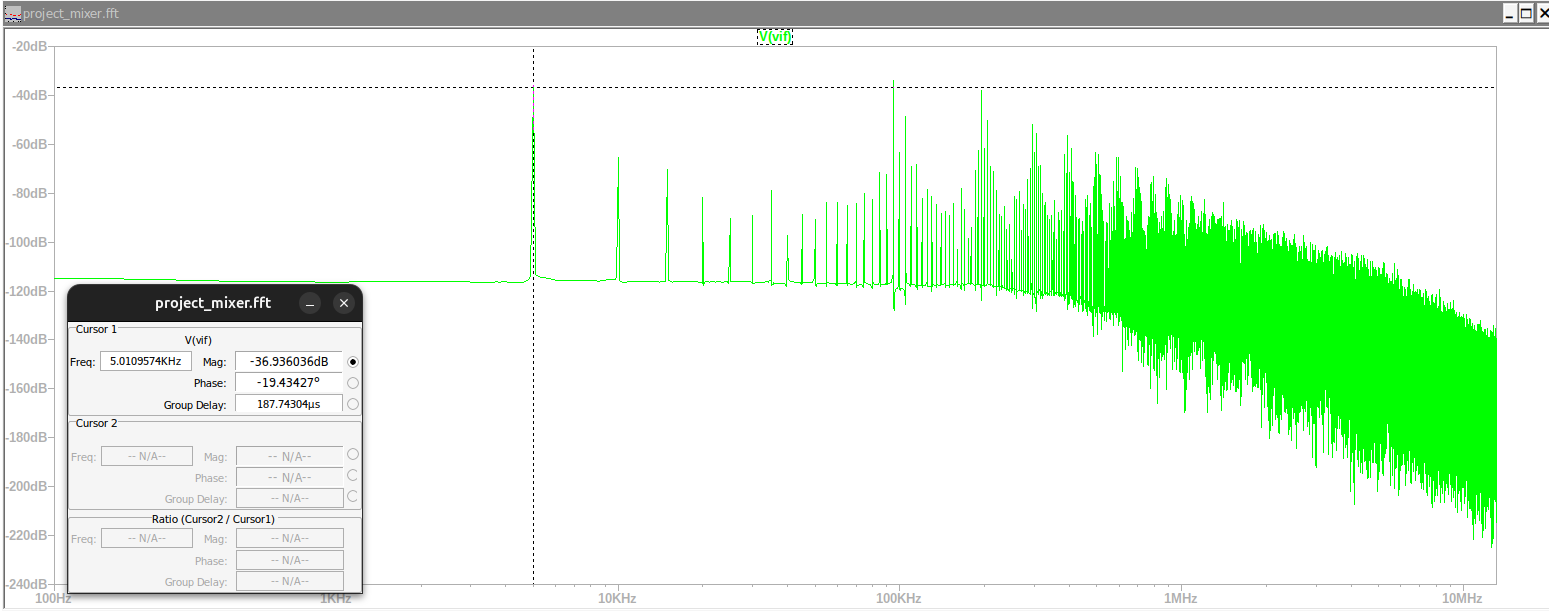 project_mixer.fft
V(vif)
-20dB
-40dB
-60dB
-80dB
-100dB
-120dB
-140dB
-160dB
-180dB
-200dB
-220dB
-240dB
project_mixer.fft
Cursor 1
V(vif)
Freq: 5.0109574KHz Mag: -36.936036dB
Phase: -19.43427°
Group Delay: 187.74304µs
Cursor 2
Freq: -- N/A-- Mag: -- N/A--
Phase: -- N/A--
Group Delay: -- N/A--
Ratio (Cursor2 / Cursor1)
Freq: -- N/A-- Mag: -- N/A--
Phase: -- N/A--
Group Delay: -- N/A--
100Hz 1KHz 10KHz 100KHz 1MHz 10MHz